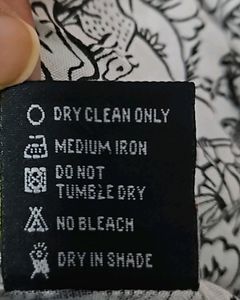 DRY CLEAN ONLY
MEDIUM IRON
DO NOT
TUMBLE DRY
NO BLEACH
DRY IN SHADE